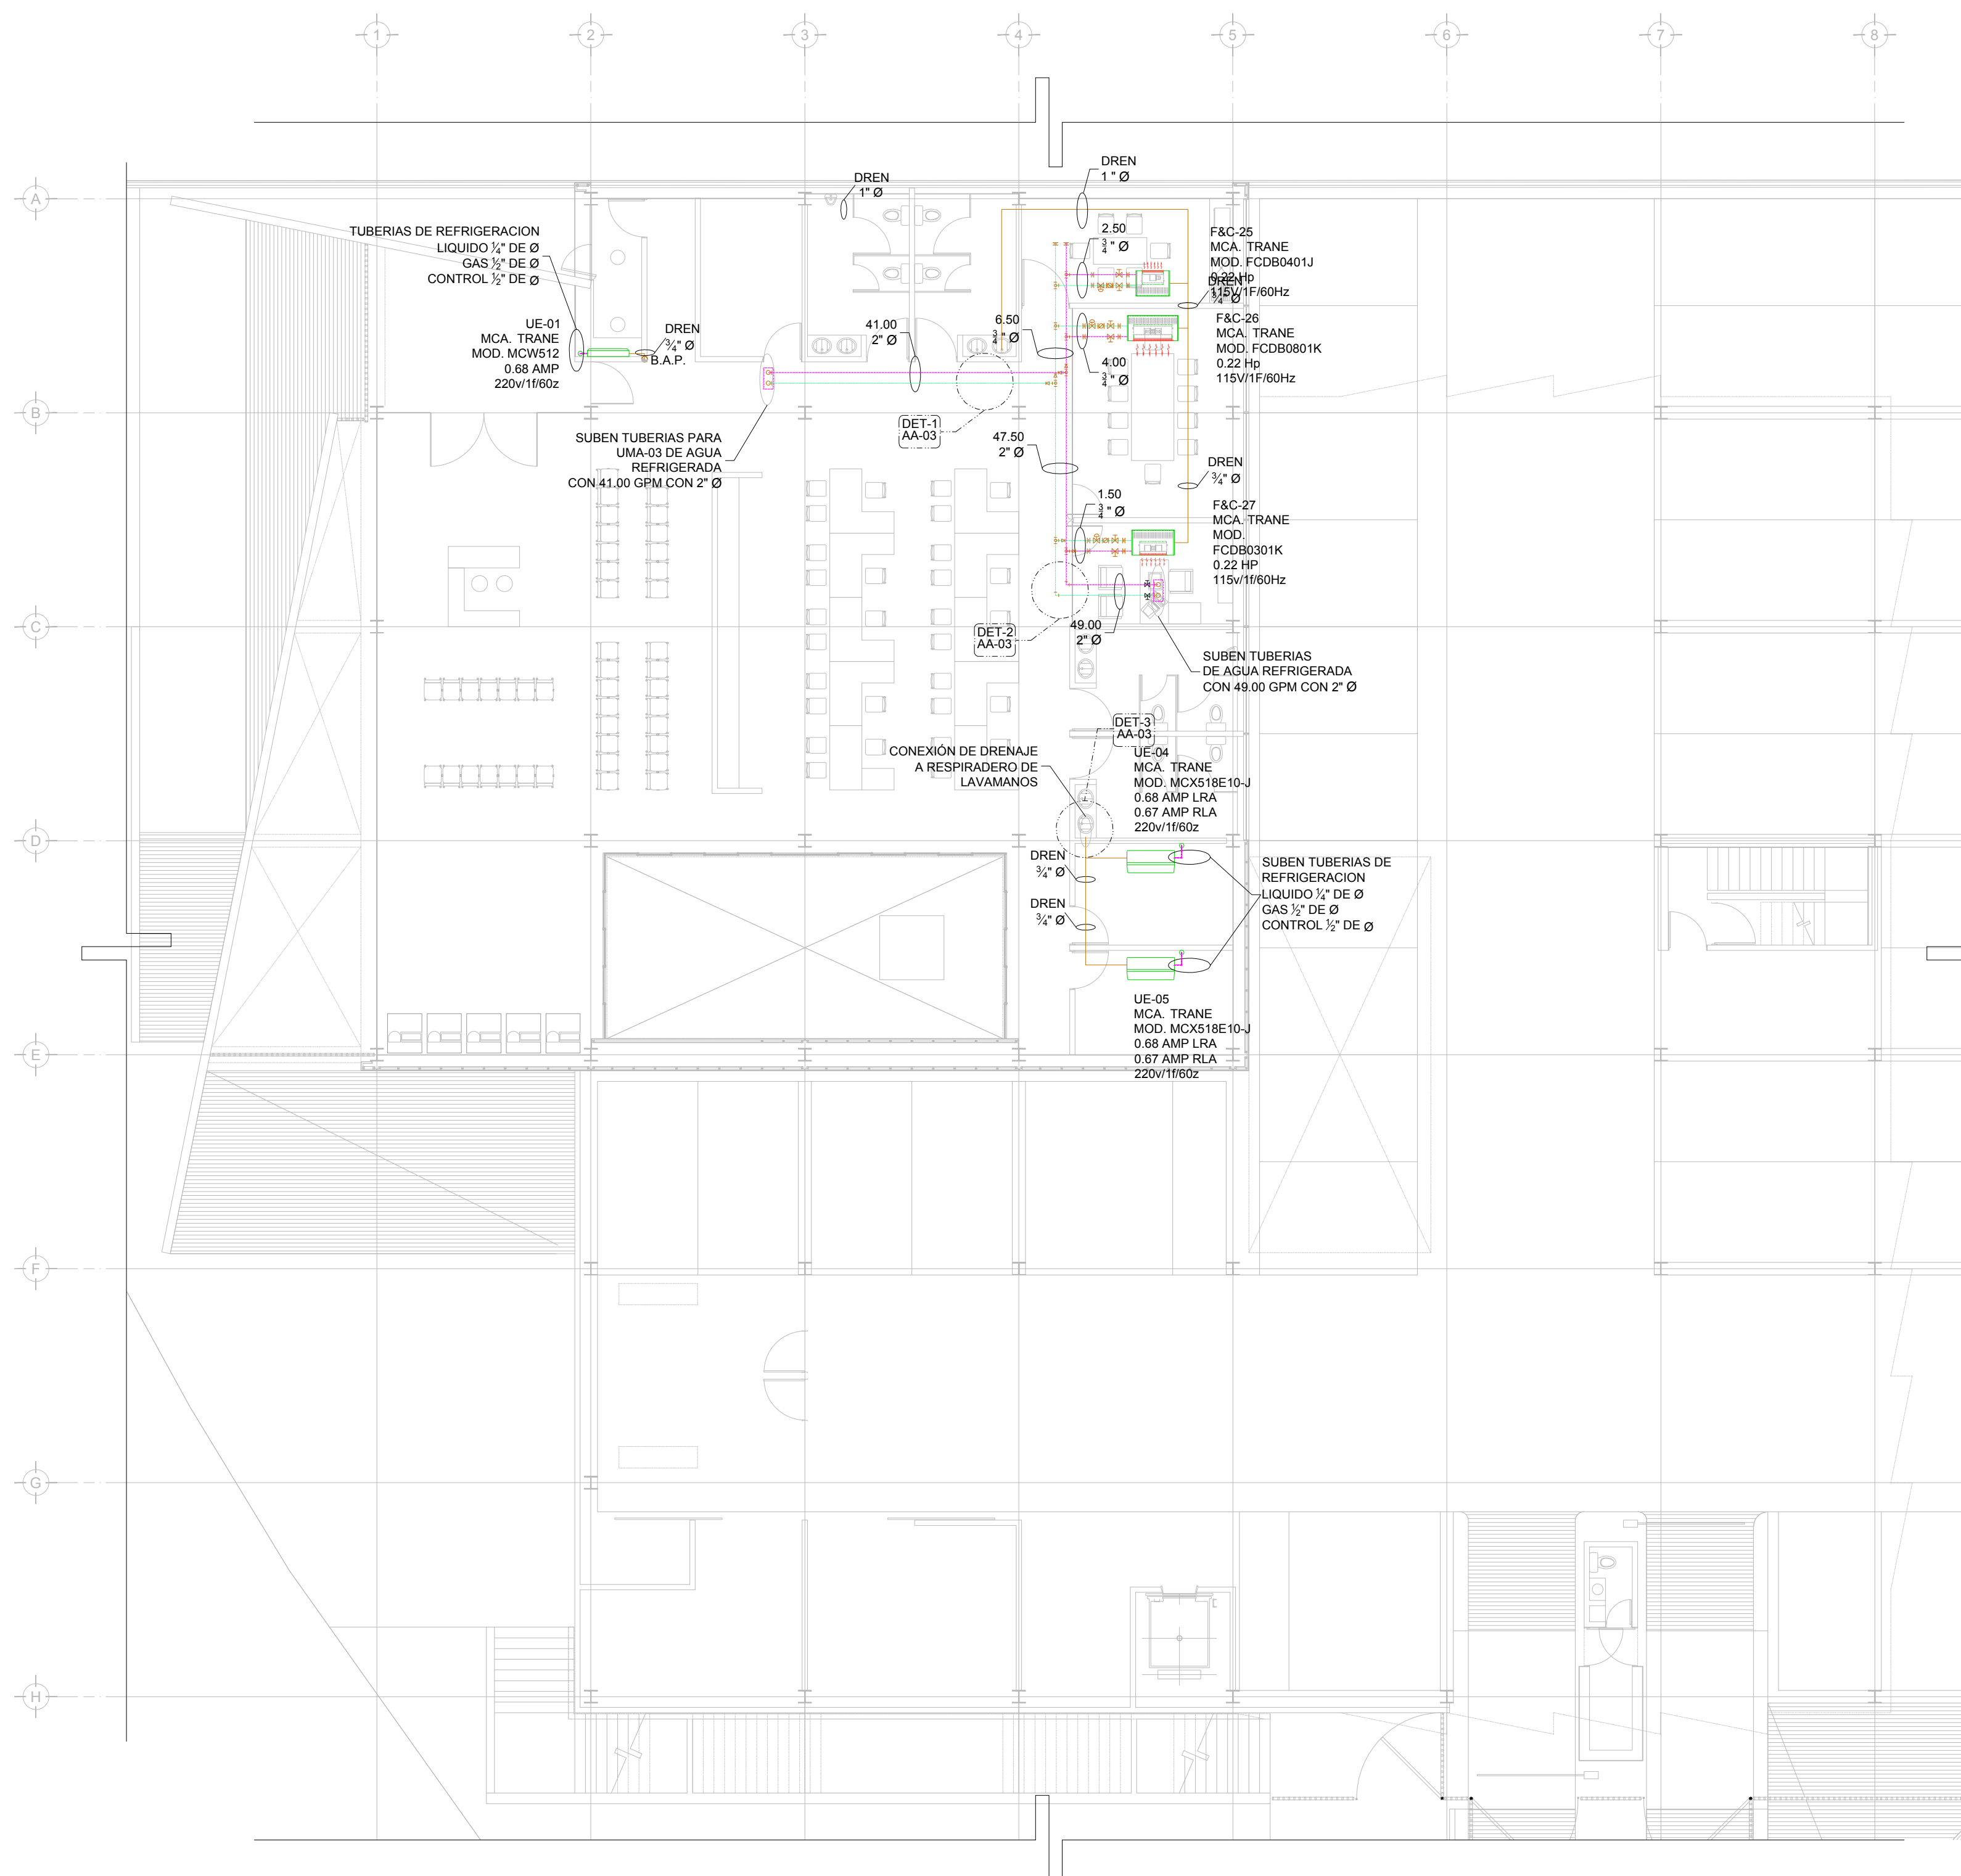 1
2
3
4
5
6
7
8
A
B
C
D
E
F
G
H
DREN
1 " Ø
DREN
1" Ø
TUBERIAS DE REFRIGERACION
LIQUIDO ¼" DE Ø
GAS ½" DE Ø
CONTROL ½" DE Ø
2.50
¾ " Ø
F&C-25
MCA. TRANE
MOD. FCDB0401J
0.22 Hp
115V/1F/60Hz
DREN
¾" Ø
UE-01
MCA. TRANE
MOD. MCW512
0.68 AMP
220v/1f/60z
DREN
¾" Ø
B.A.P.
41.00
2" Ø
6.50
¾ " Ø
4.00
¾ " Ø
F&C-26
MCA. TRANE
MOD. FCDB0801K
0.22 Hp
115V/1F/60Hz
DET-1
AA-03
SUBEN TUBERIAS PARA
UMA-03 DE AGUA
REFRIGERADA
CON 41.00 GPM CON 2" Ø
47.50
2" Ø
DREN
¾" Ø
1.50
¾ " Ø
F&C-27
MCA. TRANE
MOD.
FCDB0301K
0.22 HP
115v/1f/60Hz
DET-2
AA-03
49.00
2" Ø
SUBEN TUBERIAS
DE AGUA REFRIGERADA
CON 49.00 GPM CON 2" Ø
DET-3
AA-03
CONEXIÓN DE DRENAJE
A RESPIRADERO DE
LAVAMANOS
UE-04
MCA. TRANE
MOD. MCX518E10-J
0.68 AMP LRA
0.67 AMP RLA
220v/1f/60z
DREN
¾" Ø
DREN
¾" Ø
SUBEN TUBERIAS DE
REFRIGERACION
LIQUIDO ¼" DE Ø
GAS ½" DE Ø
CONTROL ½" DE Ø
UE-05
MCA. TRANE
MOD. MCX518E10-J
0.68 AMP LRA
0.67 AMP RLA
220v/1f/60z